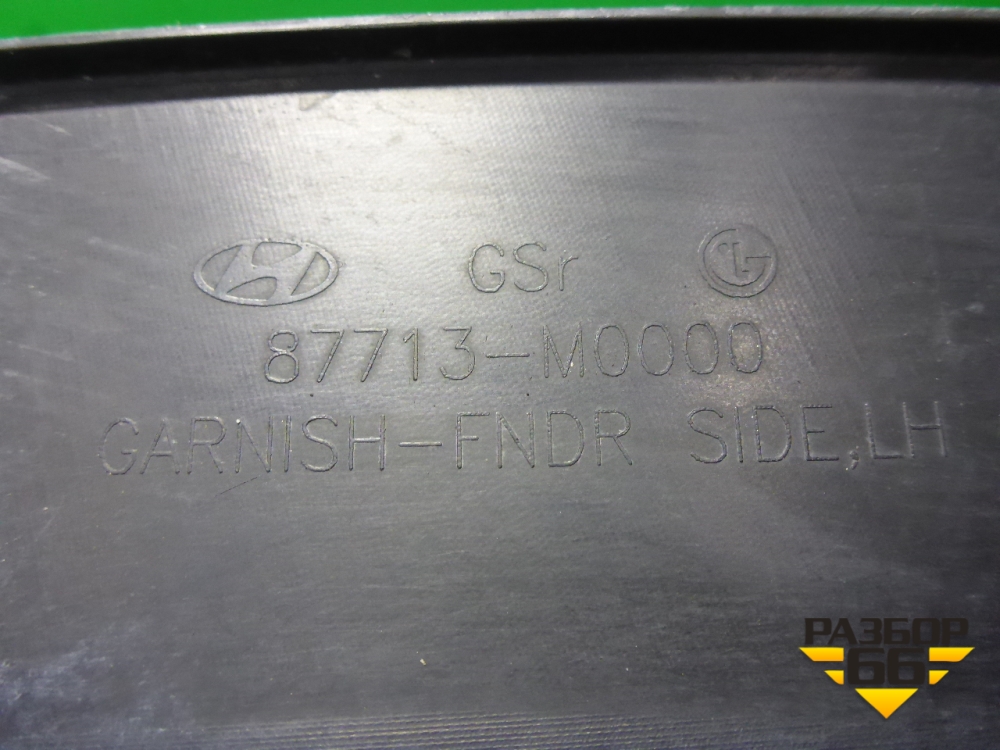 GSr
87713-M0000
GARNISH-FNDR SIDE,LH
РАЗБОР
66